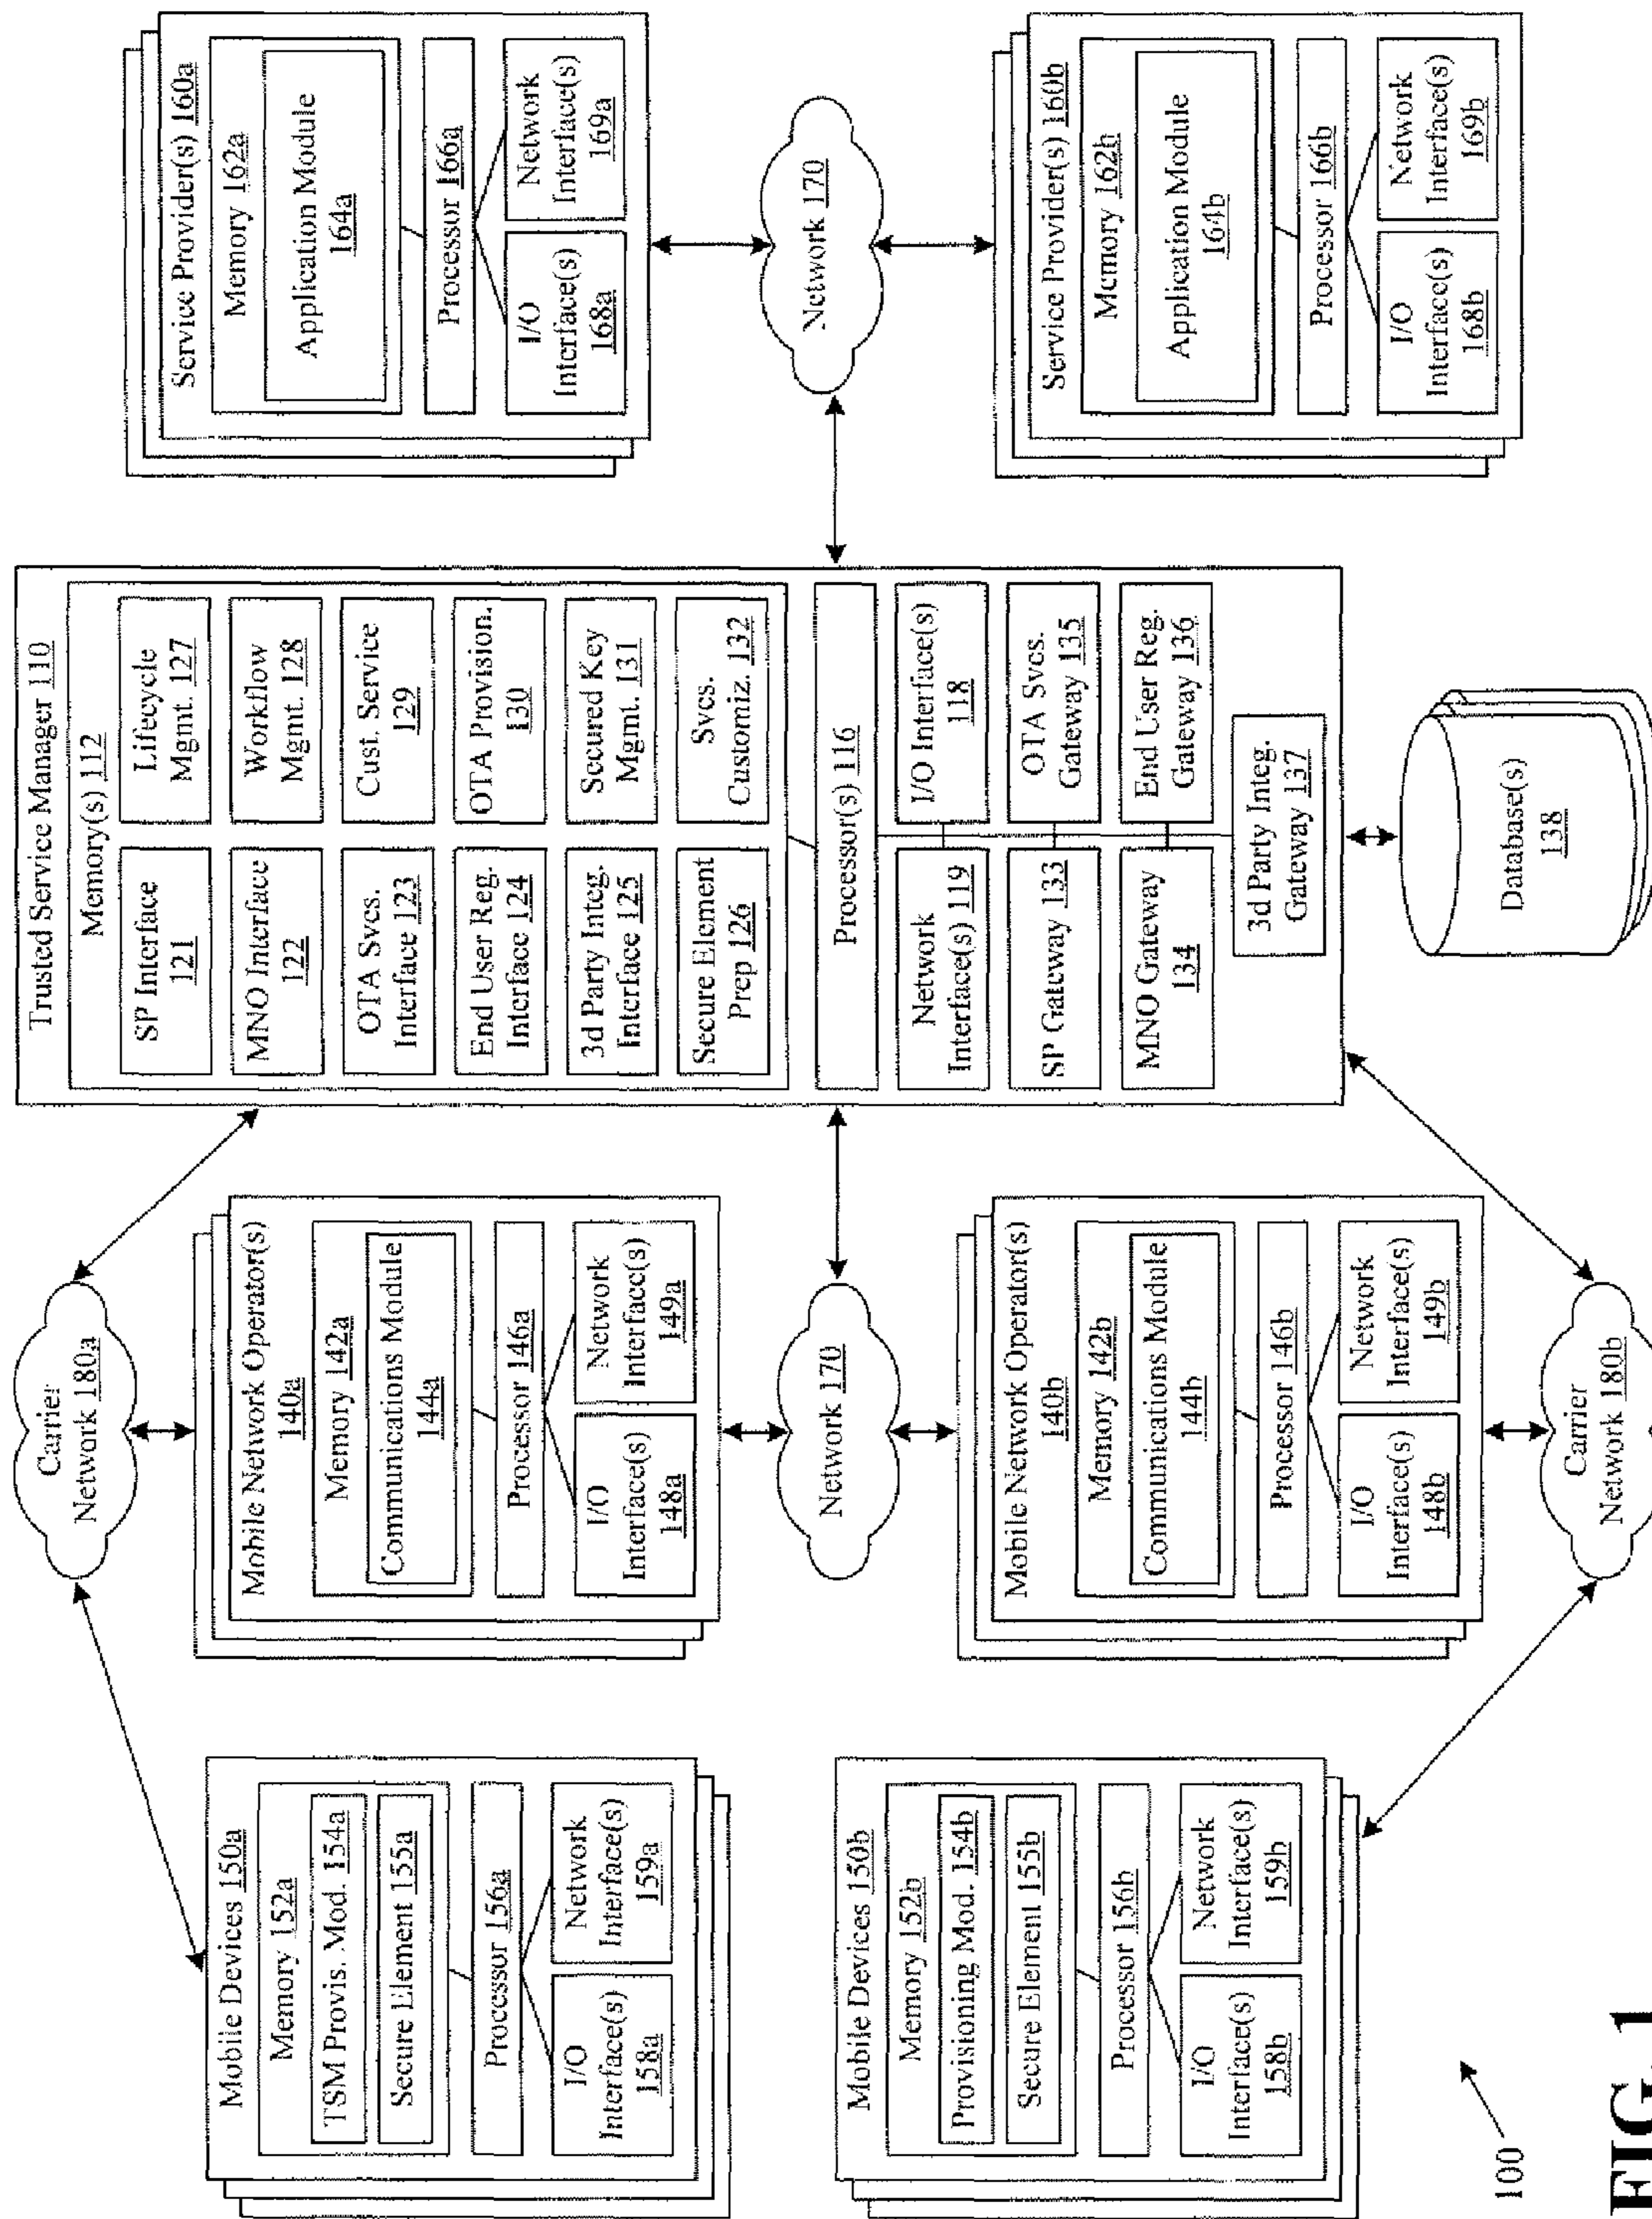 Mobile Devices 150a
Memory 152a
TSM Provis. Mod. 154a
Secure Element 155a
Processor 156a
I/O
Interface(s)
158a
Network
Interface(s)
159a
Mobile Devices 150b
Memory 152b
Provisioning Mod. 154b
Secure Element 155b
Processor 156b
I/O
Interface(s)
158b
Network
Interface(s)
159b
100
FIG. 1
Carrier
Network 180a
Mobile Network Operator(s)
140a
Memory 142a
Communications Module
144a
Processor 146a
I/O
Interface(s)
148a
Network
Interface(s)
149a
Network 170
Mobile Network Operator(s)
140b
Memory 142b
Communications Module
144b
Processor 146b
I/O
Interface(s)
148b
Network
Interface(s)
149b
Carrier
Network 180b
Trusted Service Manager 110
Memory(s) 112
SP Interface
121
Lifecycle
Mgmt. 127
MNO Interface
122
Workflow
Mgmt. 128
OTA Svcs.
Interface 123
Cust. Service
129
End User Reg.
Interface 124
OTA Provision.
130
3d Party Integ.
Interface 125
Secured Key
Mgmt. 131
Secure Element
Prep 126
Svcs.
Customiz. 132
Processor(s) 116
Network
Interface(s) 119
I/O Interface(s)
118
SP Gateway 133
OTA Svcs.
Gateway 135
MNO Gateway
134
End User Reg.
Gateway 136
3d Party Integ.
Gateway 137
Database(s)
138
Service Provider(s) 160a
Memory 162a
Application Module
164a
Processor 166a
I/O
Interface(s)
168a
Network
Interface(s)
169a
Network 170
Service Provider(s) 160b
Memory 162b
Application Module
164b
Processor 166b
I/O
Interface(s)
168b
Network
Interface(s)
169b